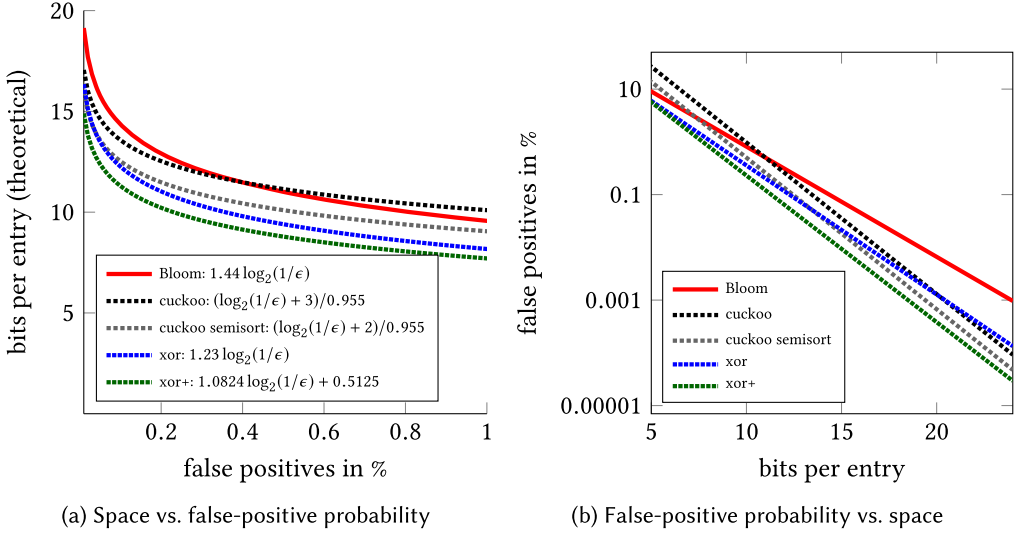 20
15
10
5
bits per entry (theoretical)
Bloom: 1.44 log₂(1/ϵ)
cuckoo: (log₂(1/ϵ) + 3)/0.955
cuckoo semisort: (log₂(1/ϵ) + 2)/0.955
xor: 1.23 log₂(1/ϵ)
xor+: 1.0824 log₂(1/ϵ) + 0.5125
0.2 0.4 0.6 0.8 1
false positives in %
(a) Space vs. false-positive probability
10
0.1
0.001
0.00001
false positives in %
Bloom
cuckoo
cuckoo semisort
xor
xor+
5 10 15 20
bits per entry
(b) False-positive probability vs. space